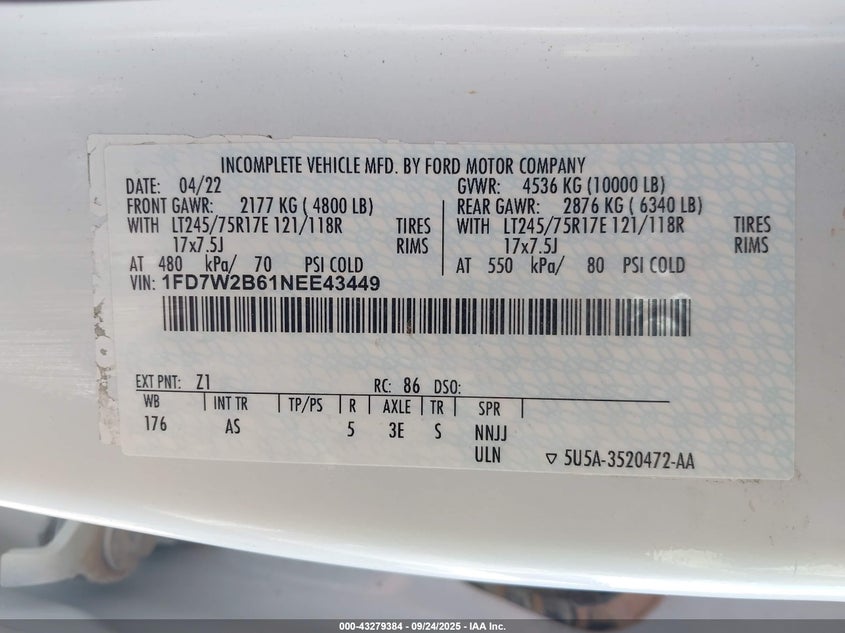 INCOMPLETE VEHICLE MFD. BY FORD MOTOR COMPANY
DATE: 04/22 GVWR: 4536 KG (10000 LB)
FRONT GAWR: 2177 KG ( 4800 LB) REAR GAWR: 2876 KG ( 6340 LB)
WITH LT245/75R17E 121/118R TIRES WITH LT245/75R17E 121/118R TIRES
17x7.5J RIMS 17x7.5J RIMS
AT 480 kPa/ 70 PSI COLD AT 550 kPa/ 80 PSI COLD
VIN: 1FD7W2B61NEE43449
EXT PNT: Z1 RC: 86 DSO:
WB INT TR TP/PS R AXLE TR SPR
176 AS 5 3E S NNJJ
ULN ▽ 5U5A-3520472-AA
000-43279384 - 09/24/2025 - IAA Inc.